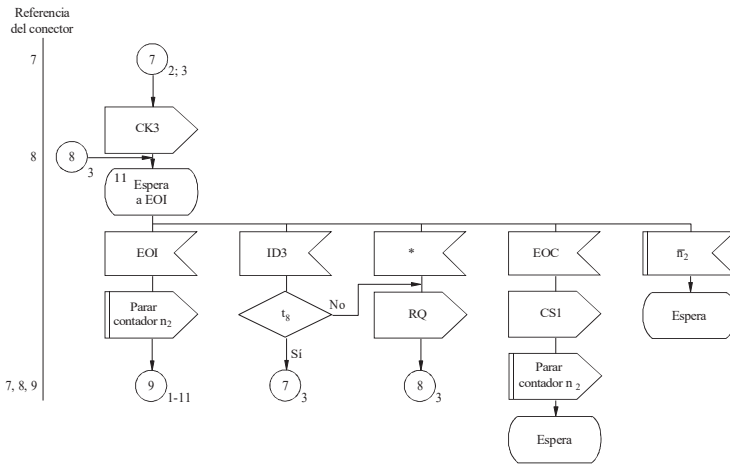 Referencia
del conector
7
7
2; 3
CK3
8
8
3
11
Espera
a EOI
EOI
ID3
*
EOC
n̅₂
Parar
contador n₂
t₈
No
RQ
CS1
Espera
Sí
7, 8, 9
9
1-11
7
3
8
3
Parar
contador n ₂
Espera